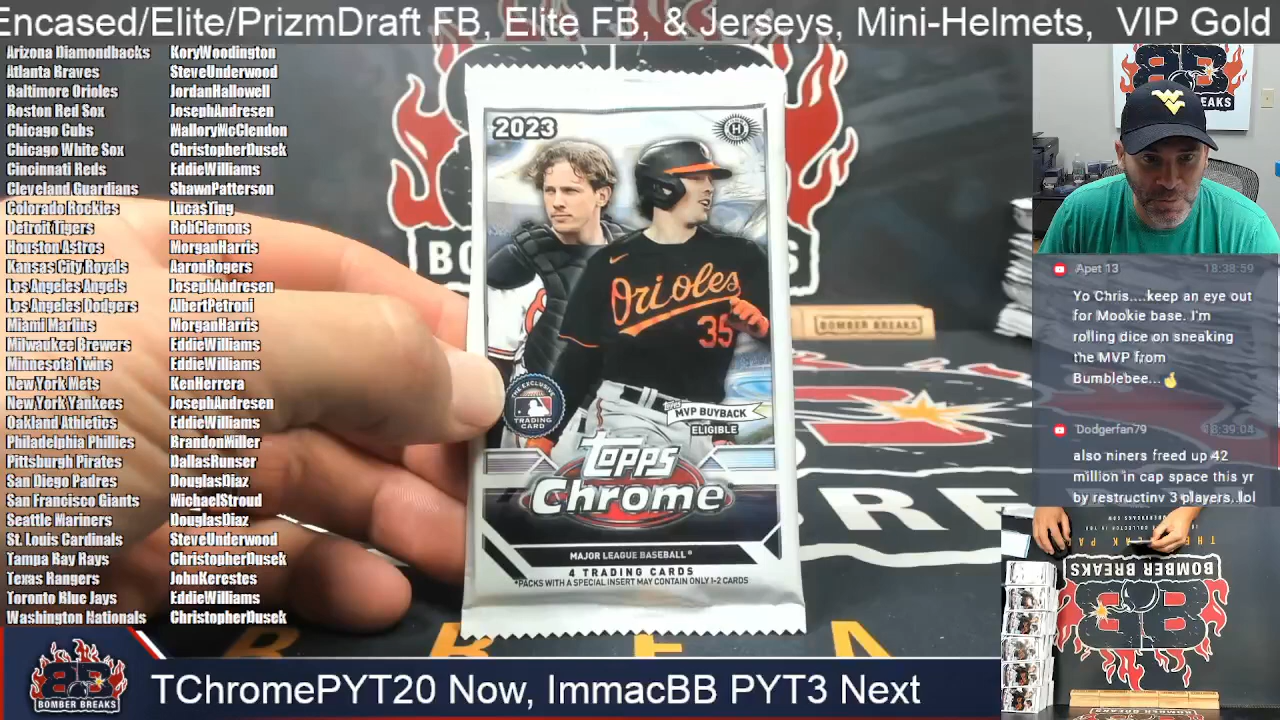 Encased/Elite/PrizmDraft FB, Elite FB, & Jerseys, Mini-Helmets, VIP Gold
Arizona Diamondbacks KoryWoodington
Atlanta Braves SteveUnderwood
Baltimore Orioles JordanHallowell
Boston Red Sox JosephAndresen
Chicago Cubs MalloryMcClendon
Chicago White Sox ChristopherDusek
Cincinnati Reds EddieWilliams
Cleveland Guardians ShawnPatterson
Colorado Rockies LucasTing
Detroit Tigers RobClemons
Houston Astros MorganHarris
Kansas City Royals AaronRogers
Los Angeles Angels JosephAndresen
Los Angeles Dodgers AlbertPetroni
Miami Marlins MorganHarris
Milwaukee Brewers EddieWilliams
Minnesota Twins EddieWilliams
New York Mets KenHerrera
New York Yankees JosephAndresen
Oakland Athletics EddieWilliams
Philadelphia Phillies BrandonMiller
Pittsburgh Pirates DallasRunser
San Diego Padres DouglasDiaz
San Francisco Giants MichaelStroud
Seattle Mariners DouglasDiaz
St. Louis Cardinals SteveUnderwood
Tampa Bay Rays ChristopherDusek
Texas Rangers JohnKerestes
Toronto Blue Jays EddieWilliams
Washington Nationals ChristopherDusek
2023
H
Orioles
35
THE EXCLUSIVE
TRADING
CARD
topps
MVP BUYBACK
ELIGIBLE
topps
Chrome
MAJOR LEAGUE BASEBALL®
4 TRADING CARDS
*PACKS WITH A SPECIAL INSERT MAY CONTAIN ONLY 1-2 CARDS
BOMBER BREAKS
BREAKS
Apet 13 18:38:59
Yo Chris....keep an eye out
for Mookie base. I'm
rolling dice on sneaking
the MVP from
Bumblebee...🤞
Dodgerfan79 18:39:04
also niners freed up 42
million in cap space this yr
by restructinv 3 players..lol
BOMBER BREAKS
BB
BOMBER BREAKS
TChromePYT20 Now, ImmacBB PYT3 Next